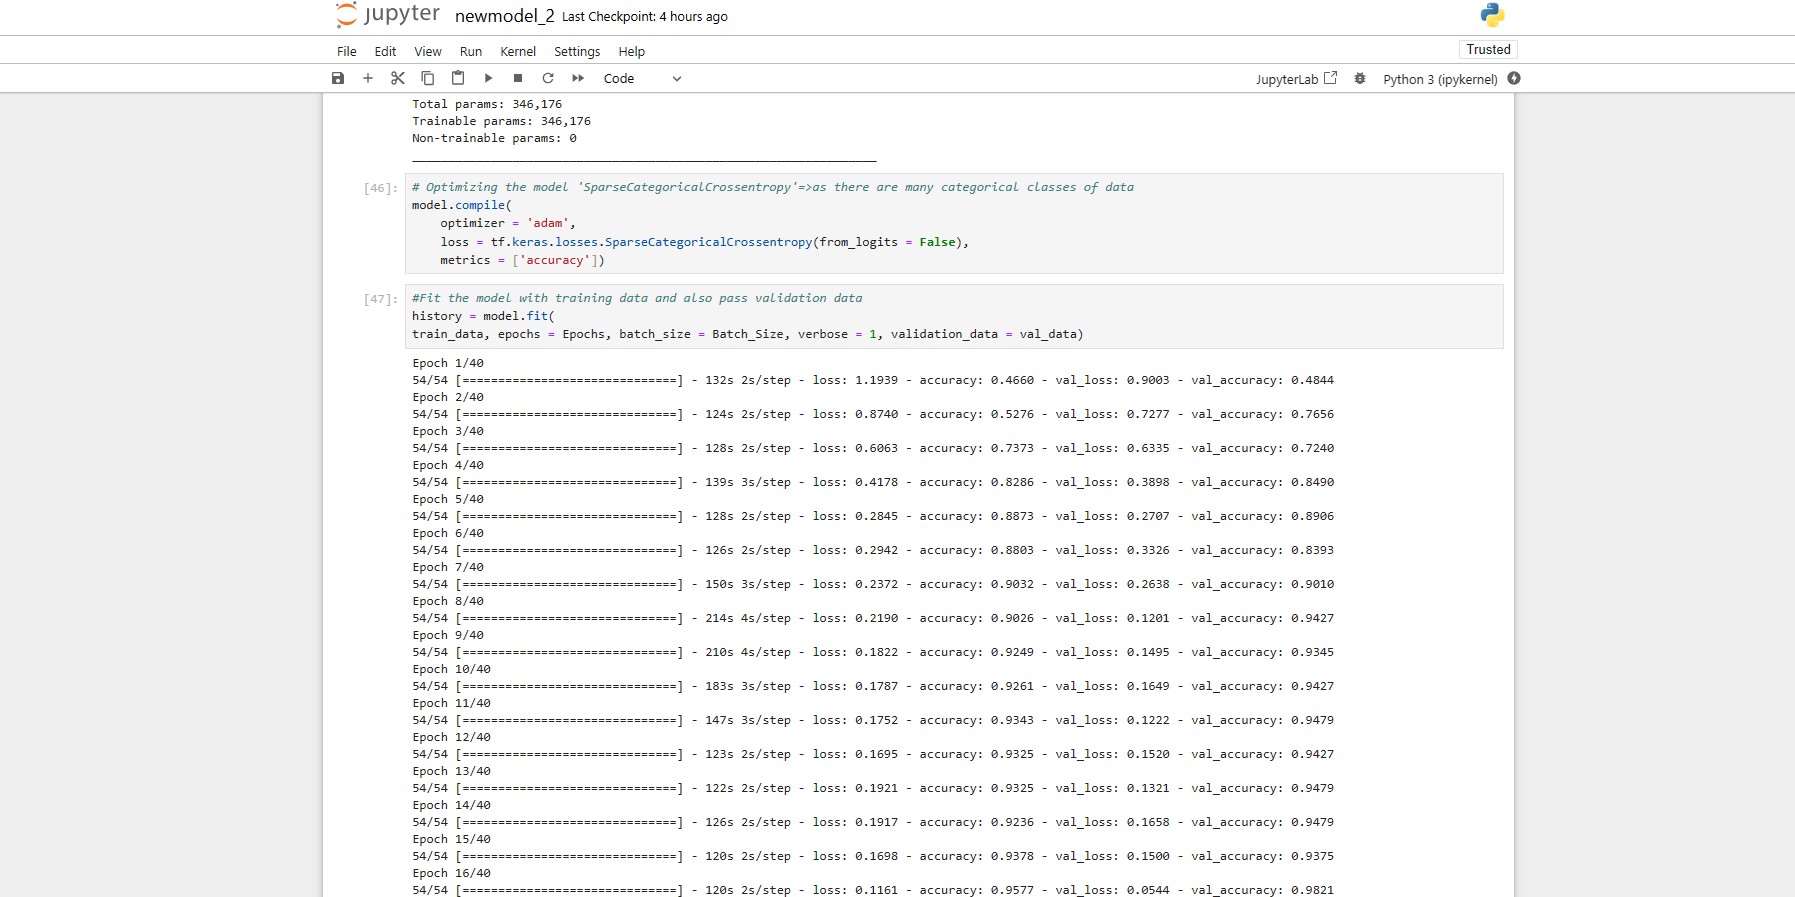 jupyter newmodel_2 Last Checkpoint: 4 hours ago
File Edit View Run Kernel Settings Help Trusted
Code JupyterLab Python 3 (ipykernel)
Total params: 346,176
Trainable params: 346,176
Non-trainable params: 0
_________________________________________________________________
[46]: # Optimizing the model 'SparseCategoricalCrossentropy'=>as there are many categorical classes of data
model.compile(
    optimizer = 'adam',
    loss = tf.keras.losses.SparseCategoricalCrossentropy(from_logits = False),
    metrics = ['accuracy'])
[47]: #Fit the model with training data and also pass validation data
history = model.fit(
train_data, epochs = Epochs, batch_size = Batch_Size, verbose = 1, validation_data = val_data)
Epoch 1/40
54/54 [==============================] - 132s 2s/step - loss: 1.1939 - accuracy: 0.4660 - val_loss: 0.9003 - val_accuracy: 0.4844
Epoch 2/40
54/54 [==============================] - 124s 2s/step - loss: 0.8740 - accuracy: 0.5276 - val_loss: 0.7277 - val_accuracy: 0.7656
Epoch 3/40
54/54 [==============================] - 128s 2s/step - loss: 0.6063 - accuracy: 0.7373 - val_loss: 0.6335 - val_accuracy: 0.7240
Epoch 4/40
54/54 [==============================] - 139s 3s/step - loss: 0.4178 - accuracy: 0.8286 - val_loss: 0.3898 - val_accuracy: 0.8490
Epoch 5/40
54/54 [==============================] - 128s 2s/step - loss: 0.2845 - accuracy: 0.8873 - val_loss: 0.2707 - val_accuracy: 0.8906
Epoch 6/40
54/54 [==============================] - 126s 2s/step - loss: 0.2942 - accuracy: 0.8803 - val_loss: 0.3326 - val_accuracy: 0.8393
Epoch 7/40
54/54 [==============================] - 150s 3s/step - loss: 0.2372 - accuracy: 0.9032 - val_loss: 0.2638 - val_accuracy: 0.9010
Epoch 8/40
54/54 [==============================] - 214s 4s/step - loss: 0.2190 - accuracy: 0.9026 - val_loss: 0.1201 - val_accuracy: 0.9427
Epoch 9/40
54/54 [==============================] - 210s 4s/step - loss: 0.1822 - accuracy: 0.9249 - val_loss: 0.1495 - val_accuracy: 0.9345
Epoch 10/40
54/54 [==============================] - 183s 3s/step - loss: 0.1787 - accuracy: 0.9261 - val_loss: 0.1649 - val_accuracy: 0.9427
Epoch 11/40
54/54 [==============================] - 147s 3s/step - loss: 0.1752 - accuracy: 0.9343 - val_loss: 0.1222 - val_accuracy: 0.9479
Epoch 12/40
54/54 [==============================] - 123s 2s/step - loss: 0.1695 - accuracy: 0.9325 - val_loss: 0.1520 - val_accuracy: 0.9427
Epoch 13/40
54/54 [==============================] - 122s 2s/step - loss: 0.1921 - accuracy: 0.9325 - val_loss: 0.1321 - val_accuracy: 0.9479
Epoch 14/40
54/54 [==============================] - 126s 2s/step - loss: 0.1917 - accuracy: 0.9236 - val_loss: 0.1658 - val_accuracy: 0.9479
Epoch 15/40
54/54 [==============================] - 120s 2s/step - loss: 0.1698 - accuracy: 0.9378 - val_loss: 0.1500 - val_accuracy: 0.9375
Epoch 16/40
54/54 [==============================] - 120s 2s/step - loss: 0.1161 - accuracy: 0.9577 - val_loss: 0.0544 - val_accuracy: 0.9821